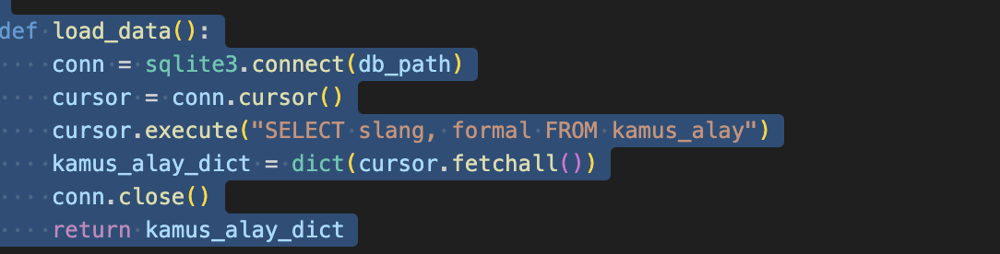 def load_data():
    conn = sqlite3.connect(db_path)
    cursor = conn.cursor()
    cursor.execute("SELECT slang, formal FROM kamus_alay")
    kamus_alay_dict = dict(cursor.fetchall())
    conn.close()
    return kamus_alay_dict